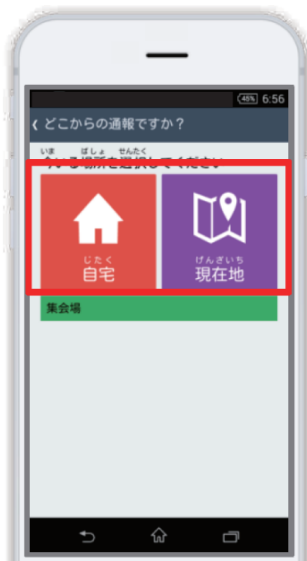 48% 6:56
どこからの通報ですか？
いま ばしょ せんたく
いる場所を選択してください
じたく げんざいち
自宅 現在地
集会場